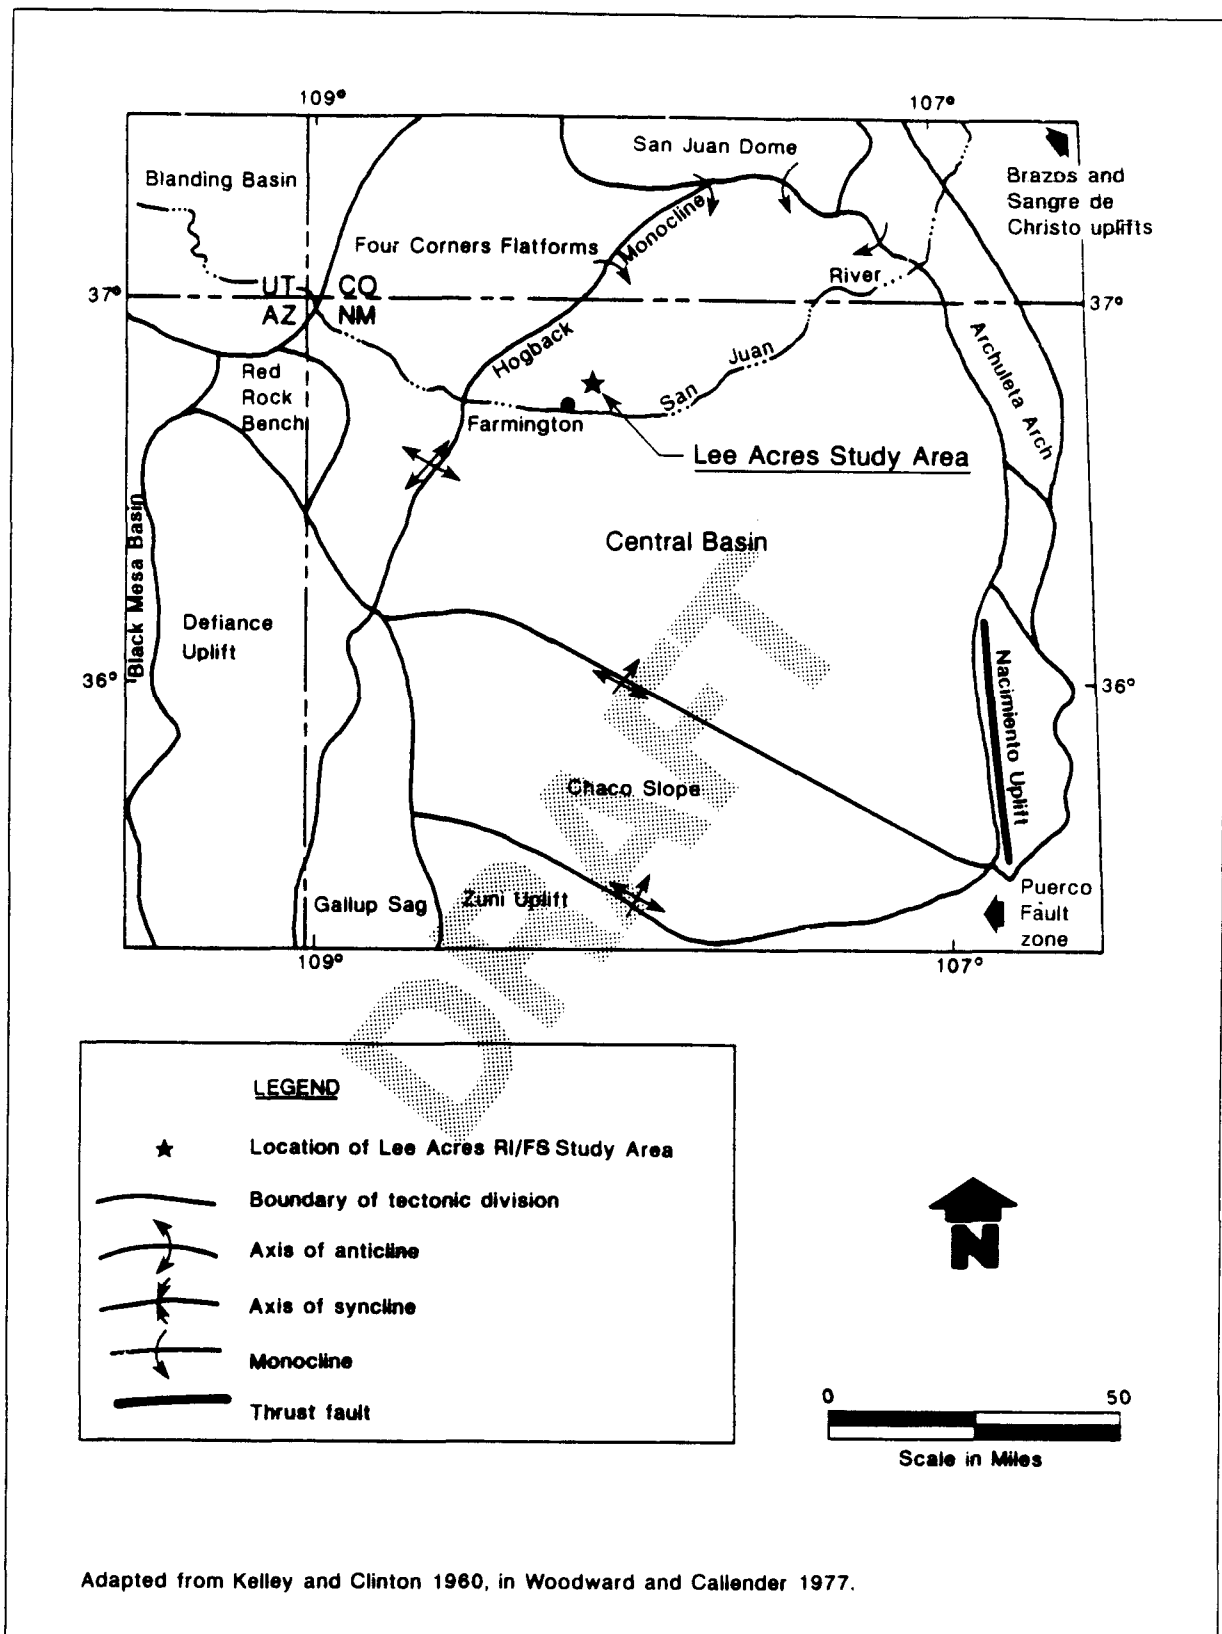 109°
107°
San Juan Dome
Blanding Basin
Brazos and
Sangre de
Christo uplifts
Four Corners Flatforms
Monocline
River
37°
UT
CO
37°
AZ
NM
Hogback
Juan
San
Archuleta Arch
Red
Rock
Bench
Farmington
Lee Acres Study Area
Central Basin
Black Mesa Basin
Defiance
Uplift
36°
36°
Nacimiento Uplift
Chaco Slope
Gallup Sag
Zuni Uplift
Puerco
Fault
zone
109°
107°
DRAFT
LEGEND
Location of Lee Acres RI/FS Study Area
Boundary of tectonic division
Axis of anticline
Axis of syncline
Monocline
Thrust fault
N
0
50
Scale in Miles
Adapted from Kelley and Clinton 1960, in Woodward and Callender 1977.